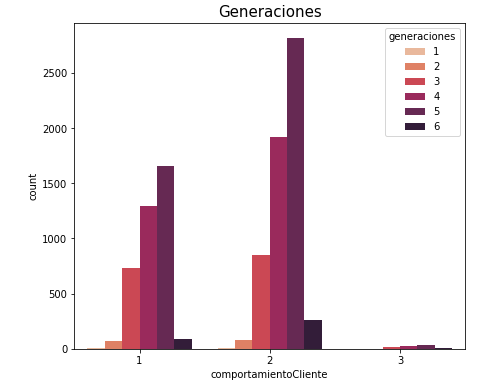 Generaciones
generaciones
1
2
3
4
5
6
2500
2000
1500
1000
500
0
count
1 2 3
comportamientoCliente